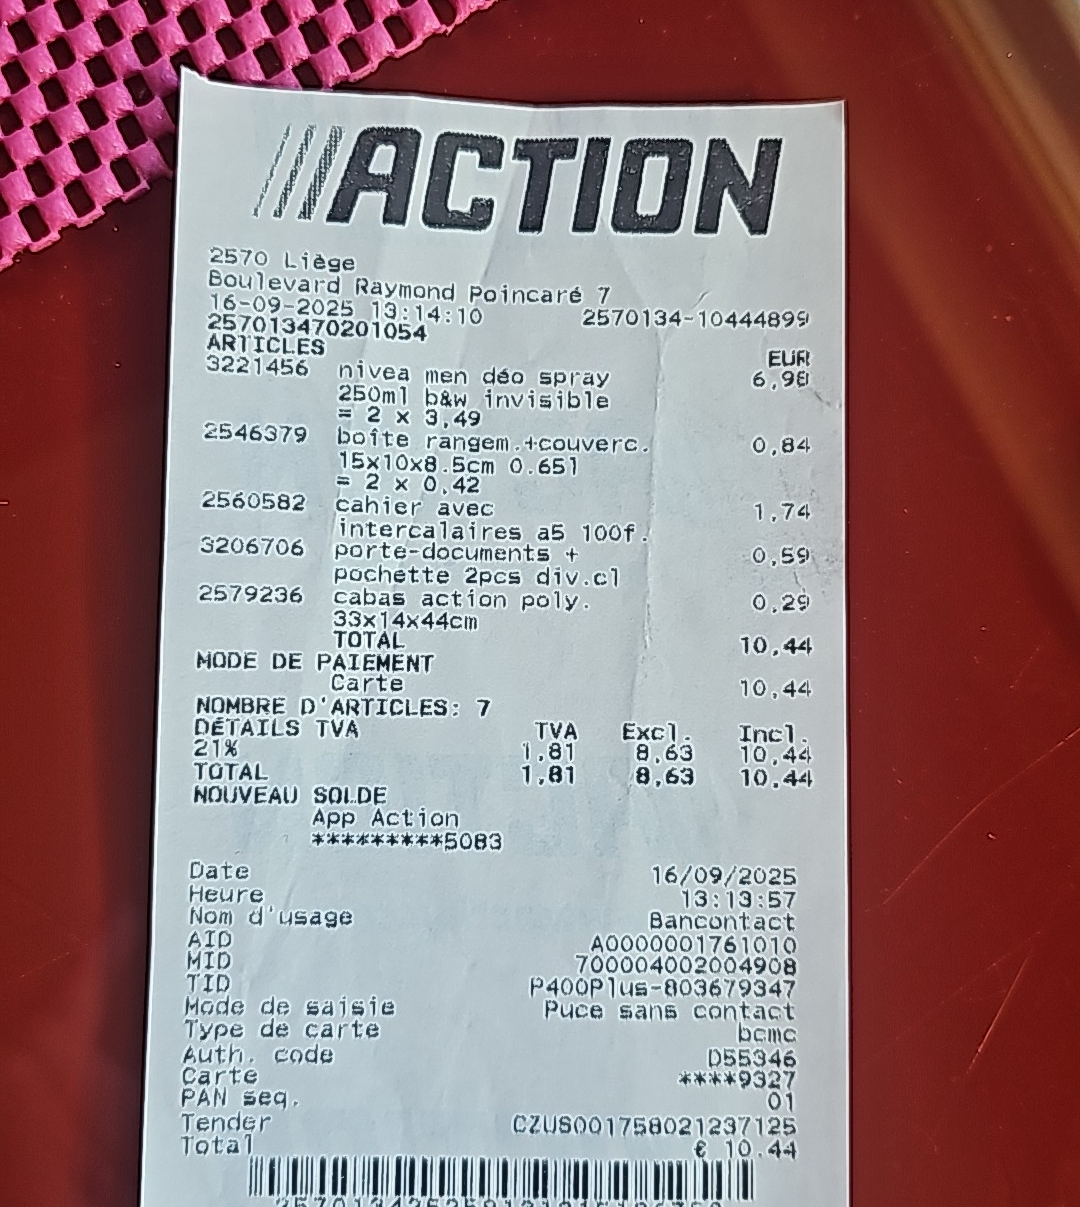 ACTION
2570 Liège
Boulevard Raymond Poincaré 7
16-09-2025 13:14:10 2570134-10444899
257013470201054
ARTICLES EUR
3221456 nivea men déo spray 6,98
250ml b&w invisible
= 2 x 3,49
2546379 boîte rangem.+couverc. 0,84
15x10x8.5cm 0.65l
= 2 x 0,42
2560582 cahier avec 1,74
intercalaires a5 100f.
3206706 porte-documents + 0,59
pochette 2pcs div.cl
2579236 cabas action poly. 0,29
33x14x44cm
TOTAL 10,44
MODE DE PAIEMENT
Carte 10,44
NOMBRE D'ARTICLES: 7
DÉTAILS TVA TVA Excl. Incl.
21% 1,81 8,63 10,44
TOTAL 1,81 8,63 10,44
NOUVEAU SOLDE
App Action
*********5083
Date 16/09/2025
Heure 13:13:57
Nom d'usage Bancontact
AID A0000001761010
MID 700004002004908
TID P400Plus-803679347
Mode de saisie Puce sans contact
Type de carte bcmc
Auth. code D55346
Carte ****9327
PAN seq. 01
Tender CZUS001758021237125
Total € 10.44